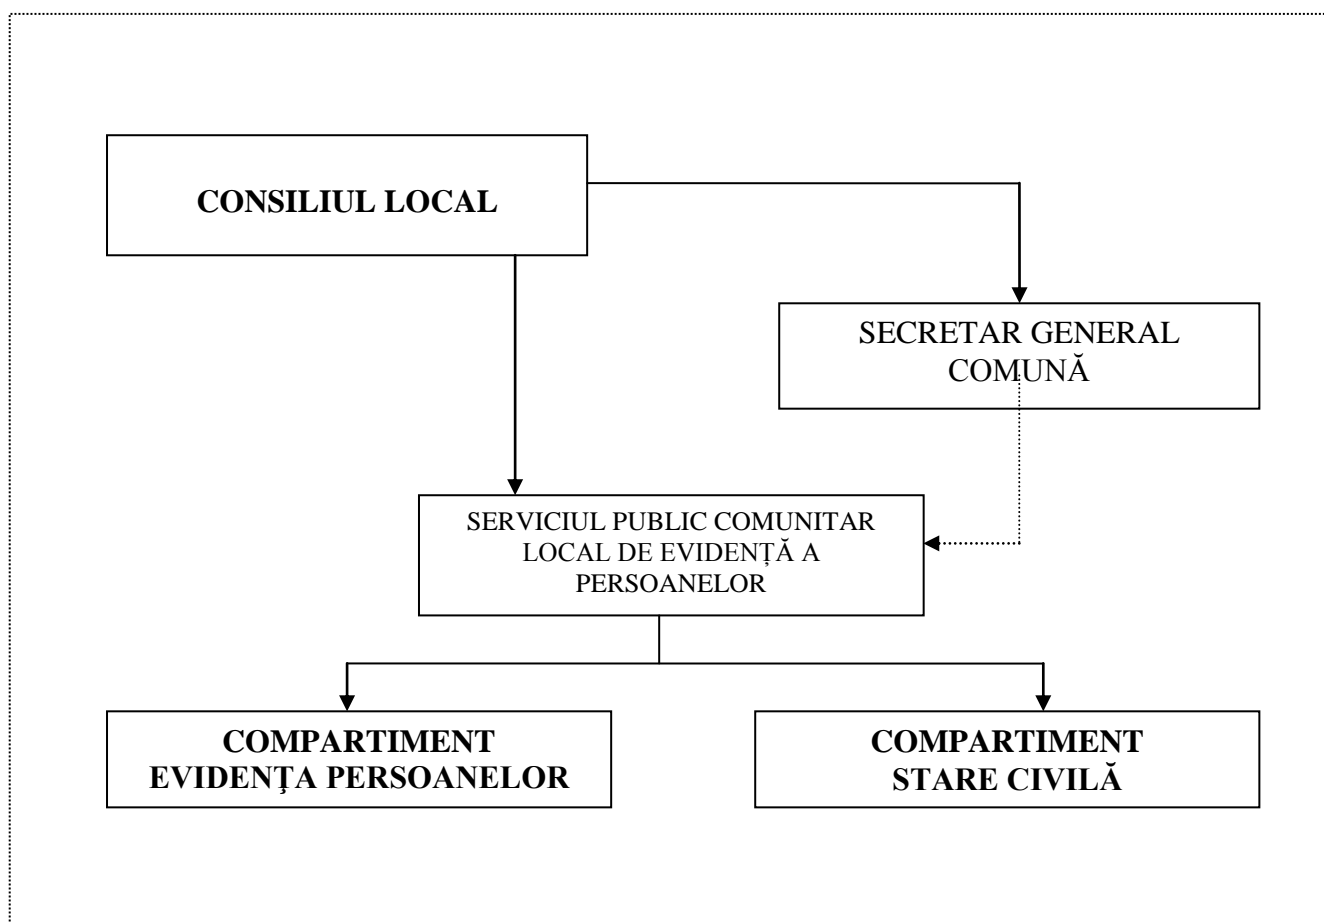 CONSILIUL LOCAL
SECRETAR GENERAL
COMUNĂ
SERVICIUL PUBLIC COMUNITAR
LOCAL DE EVIDENȚĂ A
PERSOANELOR
COMPARTIMENT
EVIDENŢA PERSOANELOR
COMPARTIMENT
STARE CIVILĂ